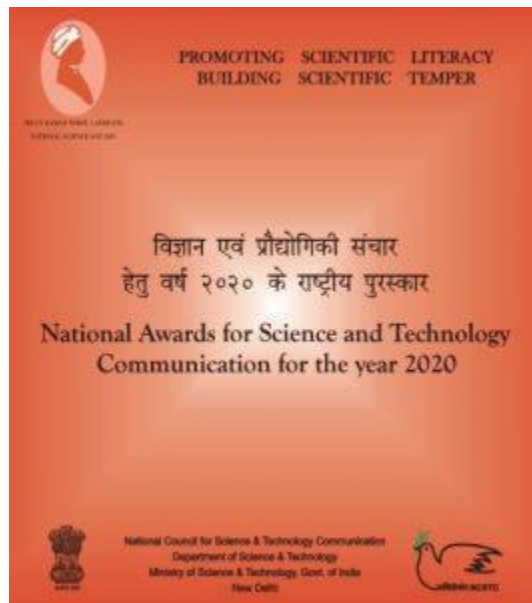 PROMOTING SCIENTIFIC LITERACY
BUILDING SCIENTIFIC TEMPER
विज्ञान एवं प्रौद्योगिकी संचार
हेतु वर्ष २०२० के राष्ट्रीय पुरस्कार
National Awards for Science and Technology
Communication for the year 2020
National Council for Science & Technology Communication
Department of Science & Technology
Ministry of Science & Technology, Govt. of India
New Delhi
NCSTC